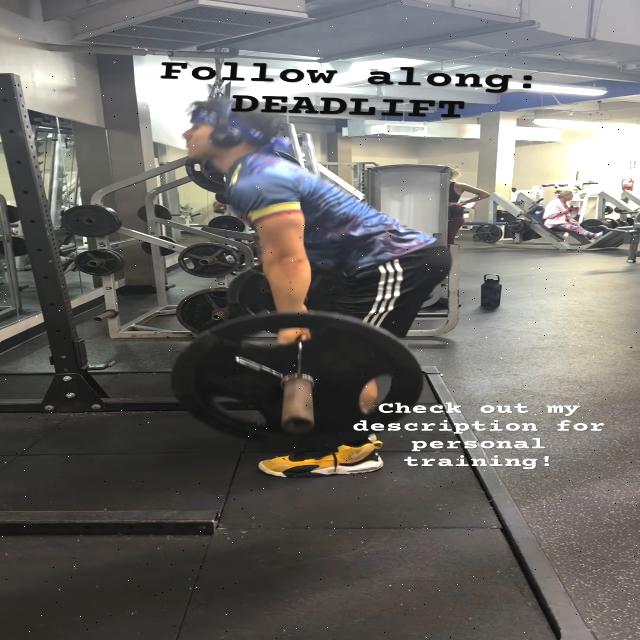 Follow along:
DEADLIFT
Check out my
description for
personal
training!